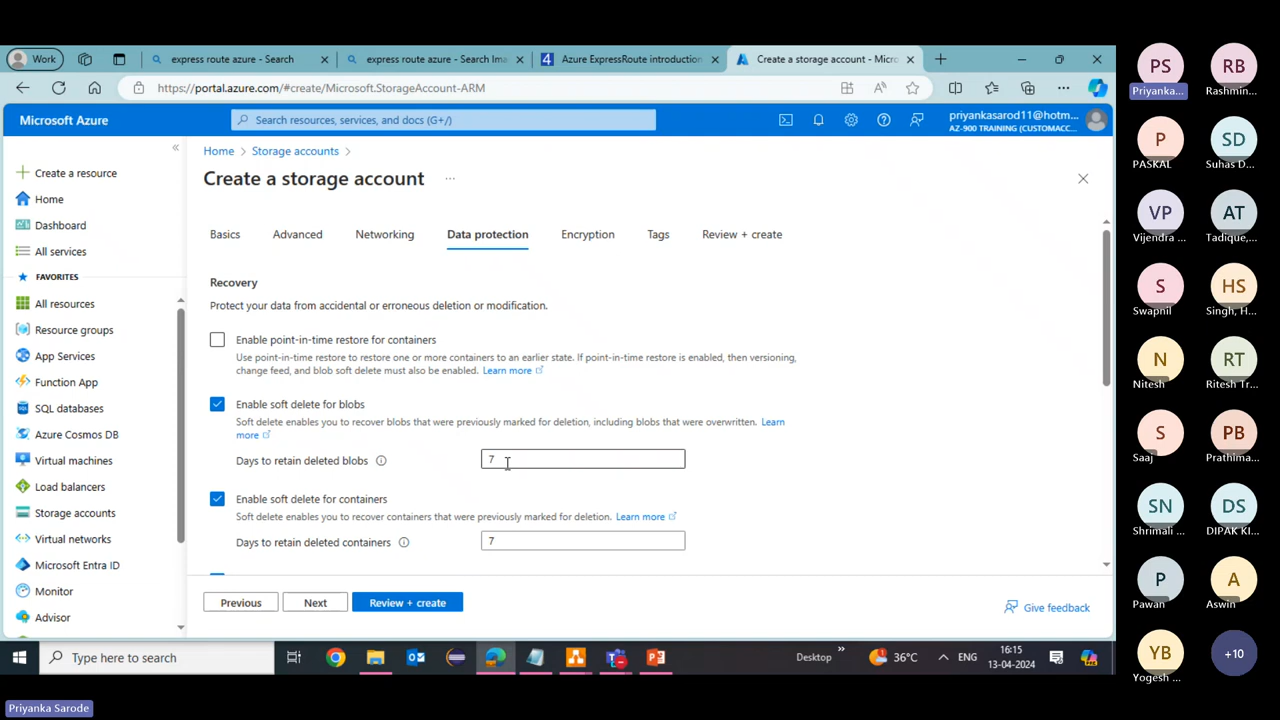 Work
express route azure - Search
express route azure - Search Ima
Azure ExpressRoute introduction
Create a storage account - Micro
https://portal.azure.com/#create/Microsoft.StorageAccount-ARM
Microsoft Azure
Search resources, services, and docs (G+/)
priyankasarod11@hotm...
AZ-900 TRAINING (CUSTOMACC...
Create a resource
Home
Dashboard
All services
FAVORITES
All resources
Resource groups
App Services
Function App
SQL databases
Azure Cosmos DB
Virtual machines
Load balancers
Storage accounts
Virtual networks
Microsoft Entra ID
Monitor
Advisor
Home > Storage accounts >
Create a storage account ...
Basics Advanced Networking Data protection Encryption Tags Review + create
Recovery
Protect your data from accidental or erroneous deletion or modification.
Enable point-in-time restore for containers
Use point-in-time restore to restore one or more containers to an earlier state. If point-in-time restore is enabled, then versioning,
change feed, and blob soft delete must also be enabled. Learn more
Enable soft delete for blobs
Soft delete enables you to recover blobs that were previously marked for deletion, including blobs that were overwritten. Learn
more
Days to retain deleted blobs 7
Enable soft delete for containers
Soft delete enables you to recover containers that were previously marked for deletion. Learn more
Days to retain deleted containers 7
Previous Next Review + create
Give feedback
Type here to search
Desktop
36°C
ENG
16:15
13-04-2024
PS RB
Priyanka... Rashmin...
P SD
PASKAL Suhas D...
VP AT
Vijendra ... Tadique,...
S HS
Swapnil Singh, H...
N RT
Nitesh Ritesh Tr...
S PB
Saaj Prathima...
SN DS
Shrimali ... DIPAK KI...
P A
Pawan Aswin
YB +10
Yogesh ...
Priyanka Sarode